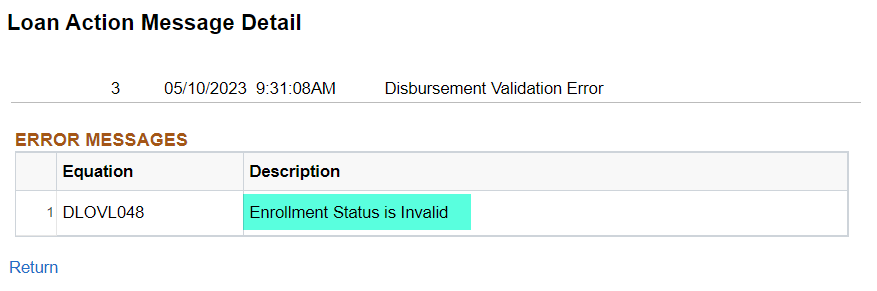 Loan Action Message Detail
3 05/10/2023 9:31:08AM Disbursement Validation Error
ERROR MESSAGES
Equation Description
1 DLOVL048 Enrollment Status is Invalid
Return